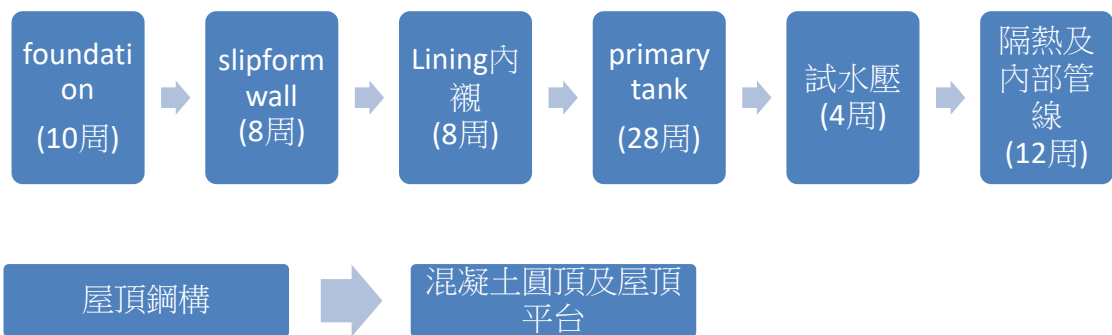 foundati
on
(10周)
slipform
wall
(8周)
Lining內
襯
(8周)
primary
tank
(28周)
試水壓
(4周)
隔熱及
內部管
線
(12周)
屋頂鋼構
混凝土圓頂及屋頂
平台